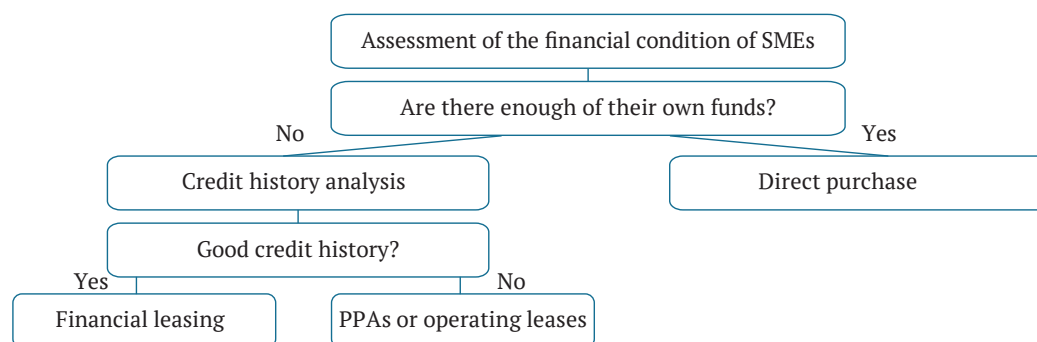 Assessment of the financial condition of SMEs
Are there enough of their own funds?
No
Yes
Credit history analysis
Direct purchase
Good credit history?
Yes
No
Financial leasing
PPAs or operating leases